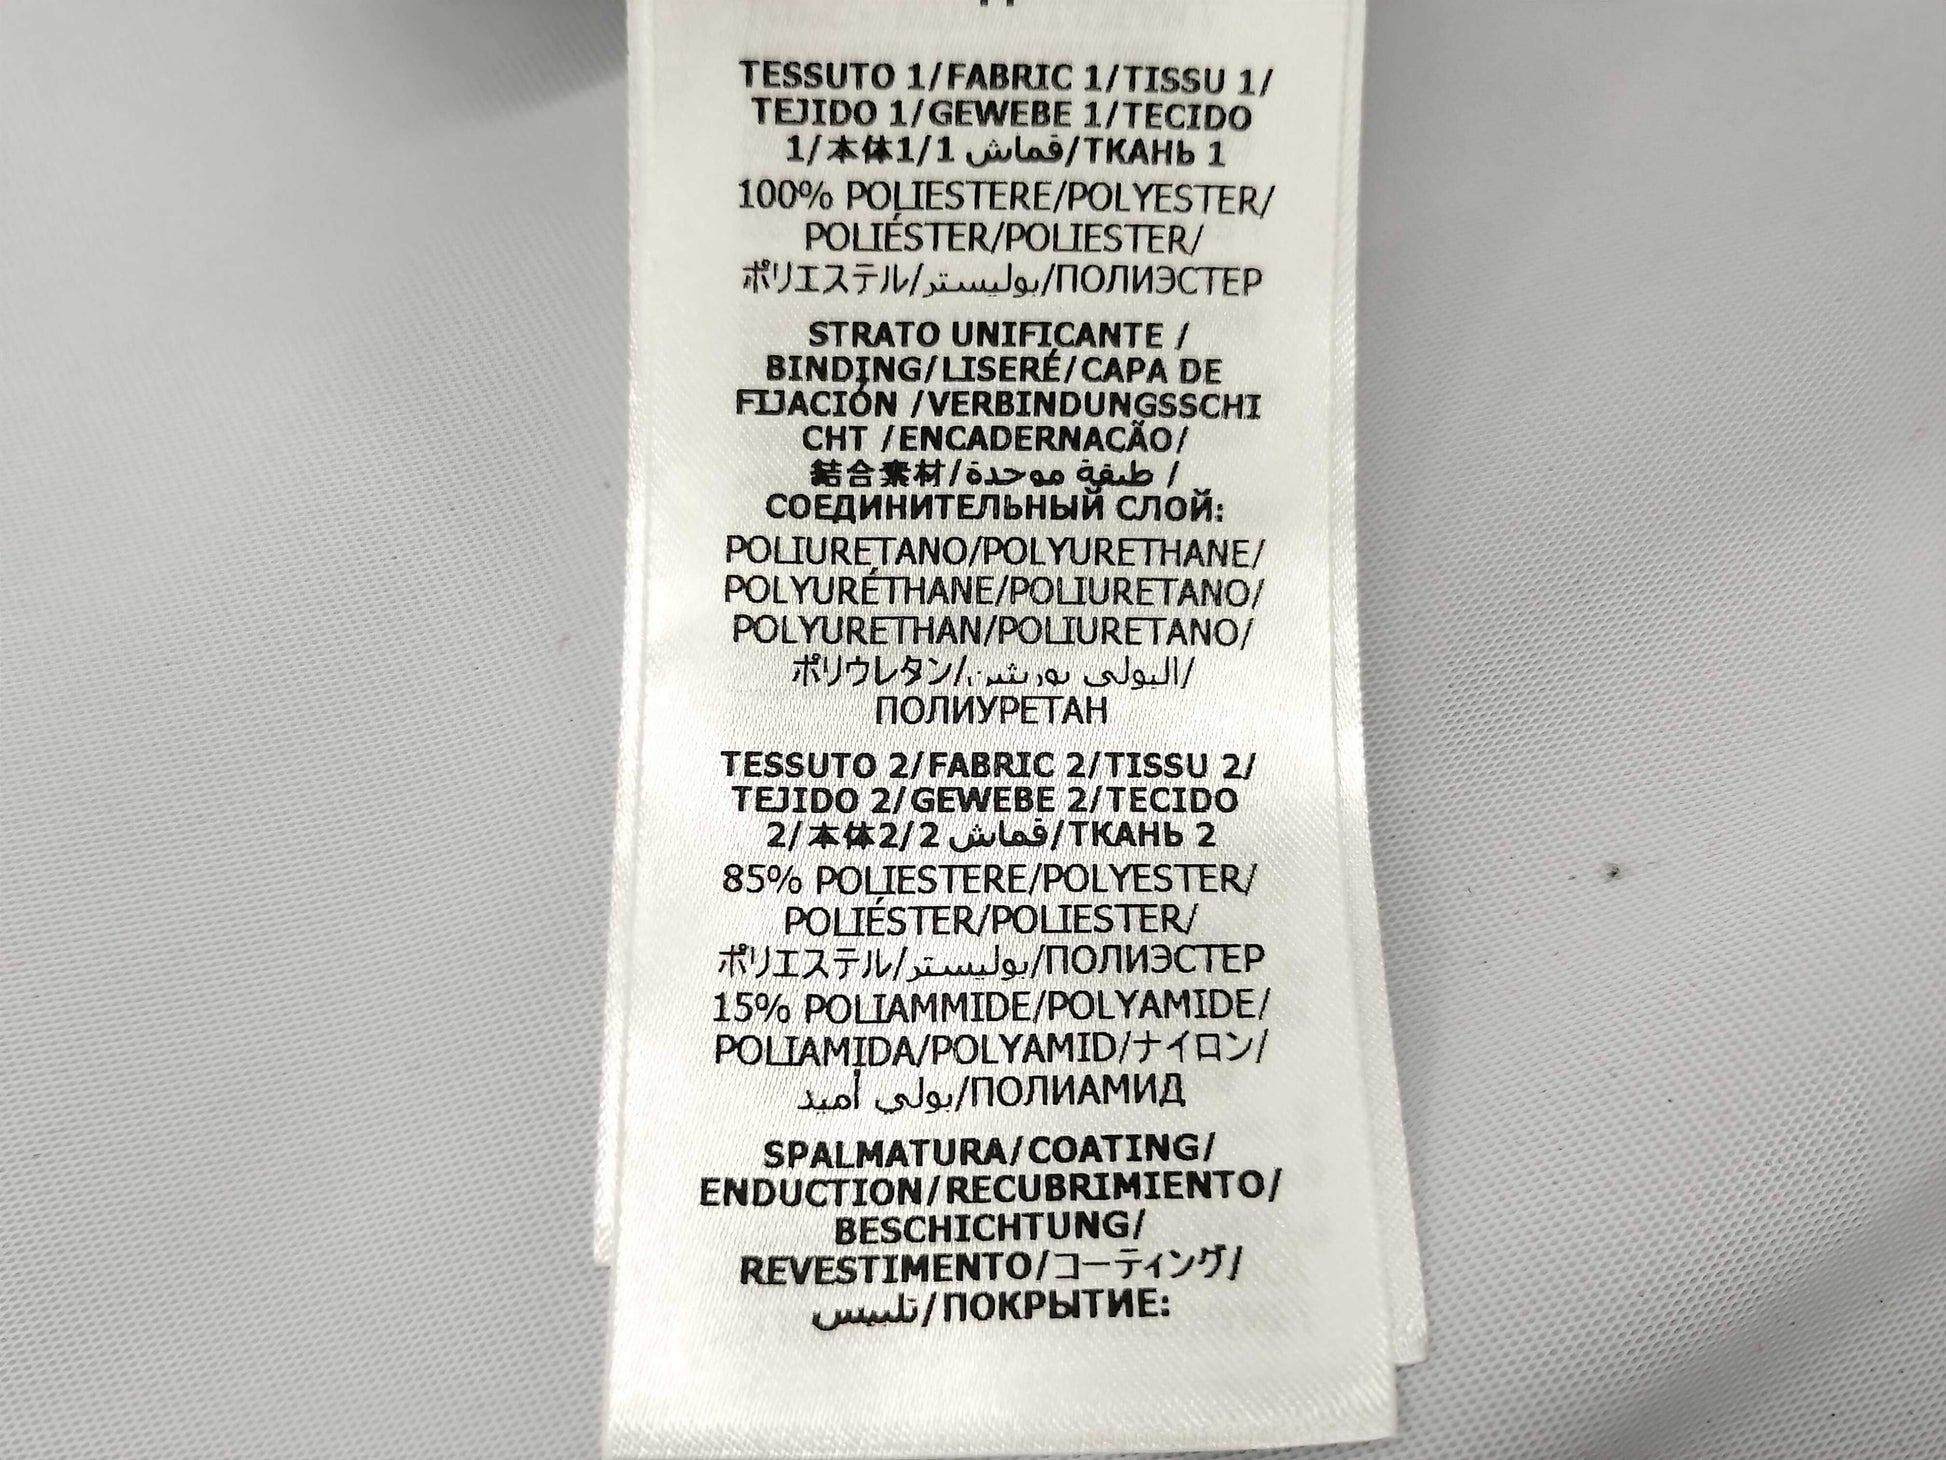 TESSUTO 1/FABRIC 1/TISSU 1/
TEJIDO 1/GEWEBE 1/TECIDO
1/本体1/1 قماش/ТКАНЬ 1
100% POLIESTERE/POLYESTER/
POLIÉSTER/POLIESTER/
ポリエステル/بوليستر/ПОЛИЭСТЕР
STRATO UNIFICANTE /
BINDING/LISERÉ/CAPA DE
FIJACIÓN /VERBINDUNGSSCHI
CHT /ENCADERNACÃO/
結合素材/طبقة موحدة /
СОЕДИНИТЕЛЬНЫЙ СЛОЙ:
POLIURETANO/POLYURETHANE/
POLYURÉTHANE/POLIURETANO/
POLYURETHAN/POLIURETANO/
ポリウレタン/البولى يوريثين/
ПОЛИУРЕТАН
TESSUTO 2/FABRIC 2/TISSU 2/
TEJIDO 2/GEWEBE 2/TECIDO
2/本体2/2 قماش/ТКАНЬ 2
85% POLIESTERE/POLYESTER/
POLIÉSTER/POLIESTER/
ポリエステル/بوليستر/ПОЛИЭСТЕР
15% POLIAMMIDE/POLYAMIDE/
POLIAMIDA/POLYAMID/ナイロン/
بولي أميد/ПОЛИАМИД
SPALMATURA/COATING/
ENDUCTION/RECUBRIMIENTO/
BESCHICHTUNG/
REVESTIMENTO/コーティング/
تلبيس/ПОКРЫТИЕ: